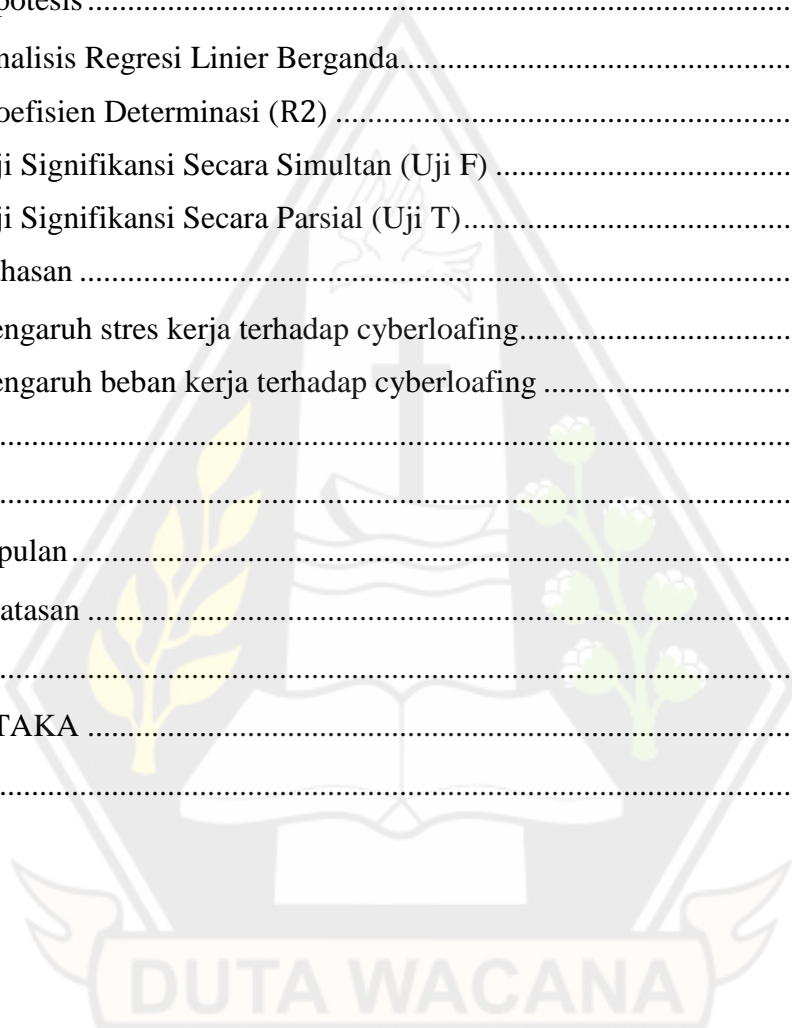 potesis ........................................................................................
nalisis Regresi Linier Berganda..................................................
oefisien Determinasi (R2) ..........................................................
ji Signifikansi Secara Simultan (Uji F) ......................................
ji Signifikansi Secara Parsial (Uji T)..........................................
hasan .........................................................................................
engaruh stres kerja terhadap cyberloafing...................................
engaruh beban kerja terhadap cyberloafing ................................
....................................................................................................
....................................................................................................
pulan...........................................................................................
atasan .........................................................................................
....................................................................................................
TAKA .........................................................................................
....................................................................................................
DUTA WACANA